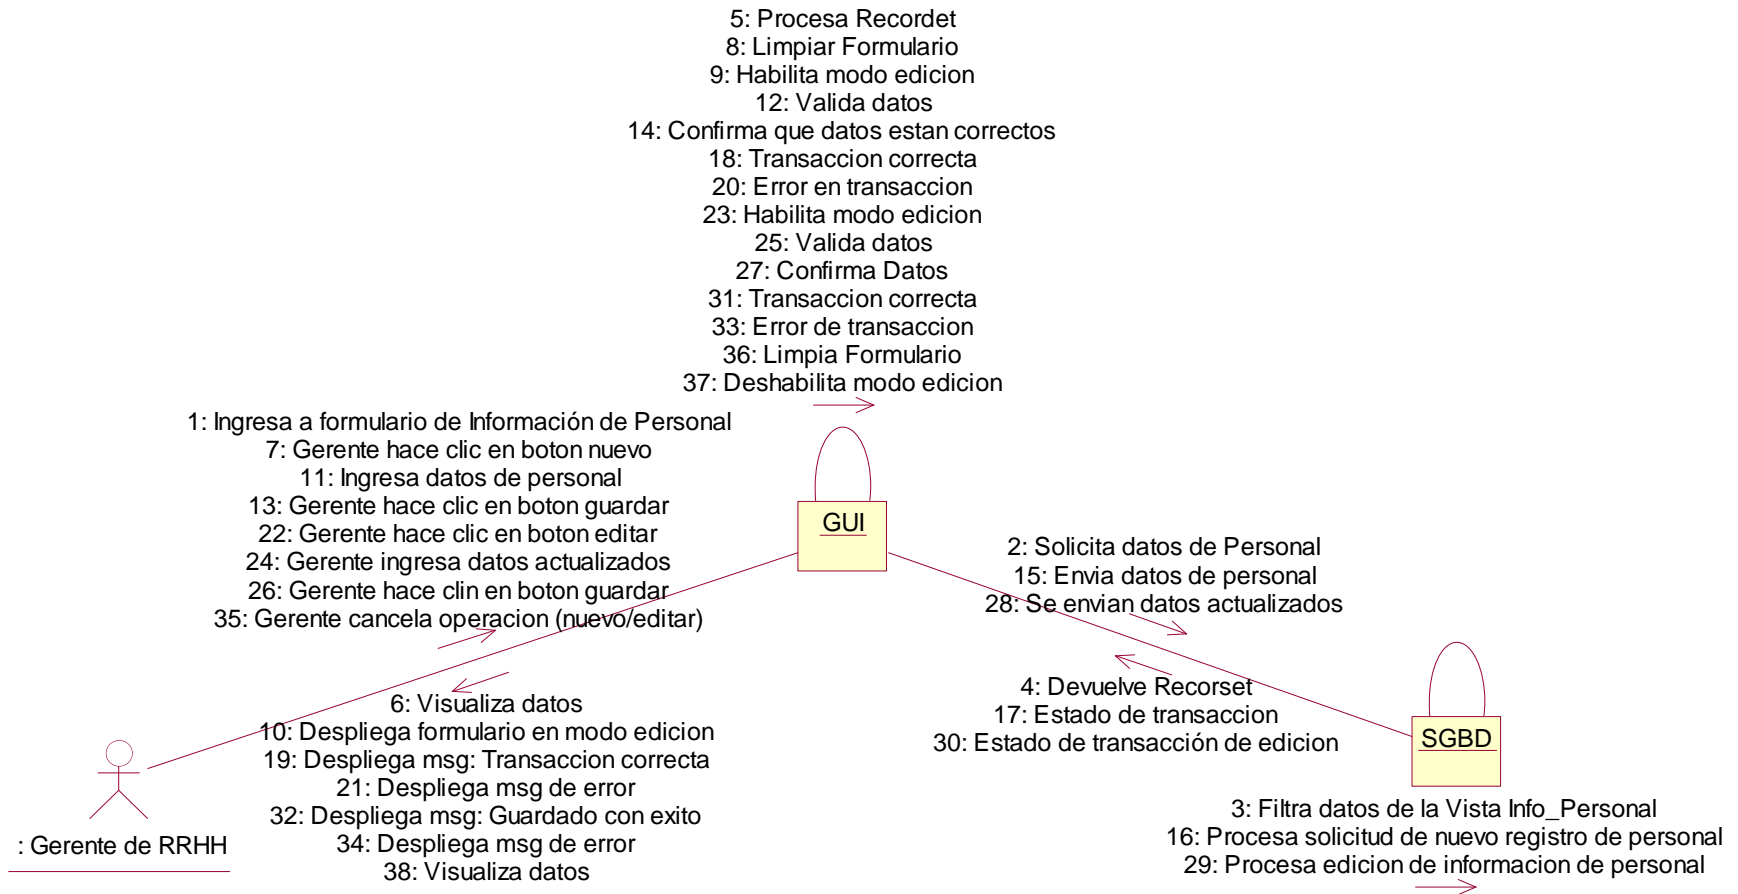 5: Procesa Recordet
8: Limpiar Formulario
9: Habilita modo edicion
12: Valida datos
14: Confirma que datos estan correctos
18: Transaccion correcta
20: Error en transaccion
23: Habilita modo edicion
25: Valida datos
27: Confirma Datos
31: Transaccion correcta
33: Error de transaccion
36: Limpia Formulario
37: Deshabilita modo edicion
1: Ingresa a formulario de Información de Personal
7: Gerente hace clic en boton nuevo
11: Ingresa datos de personal
13: Gerente hace clic en boton guardar
22: Gerente hace clic en boton editar
24: Gerente ingresa datos actualizados
26: Gerente hace clin en boton guardar
35: Gerente cancela operacion (nuevo/editar)
GUI
2: Solicita datos de Personal
15: Envia datos de personal
28: Se envian datos actualizados
6: Visualiza datos
10: Despliega formulario en modo edicion
19: Despliega msg: Transaccion correcta
21: Despliega msg de error
32: Despliega msg: Guardado con exito
34: Despliega msg de error
38: Visualiza datos
4: Devuelve Recorset
17: Estado de transaccion
30: Estado de transacción de edicion
SGBD
3: Filtra datos de la Vista Info_Personal
16: Procesa solicitud de nuevo registro de personal
29: Procesa edicion de informacion de personal
: Gerente de RRHH